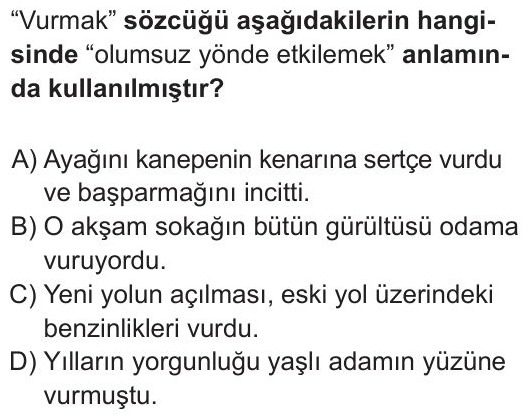 “Vurmak” sözcüğü aşağıdakilerin hangi-
sinde “olumsuz yönde etkilemek” anlamın-
da kullanılmıştır?
A) Ayağını kanepenin kenarına sertçe vurdu
ve başparmağını incitti.
B) O akşam sokağın bütün gürültüsü odama
vuruyordu.
C) Yeni yolun açılması, eski yol üzerindeki
benzinlikleri vurdu.
D) Yılların yorgunluğu yaşlı adamın yüzüne
vurmuştu.